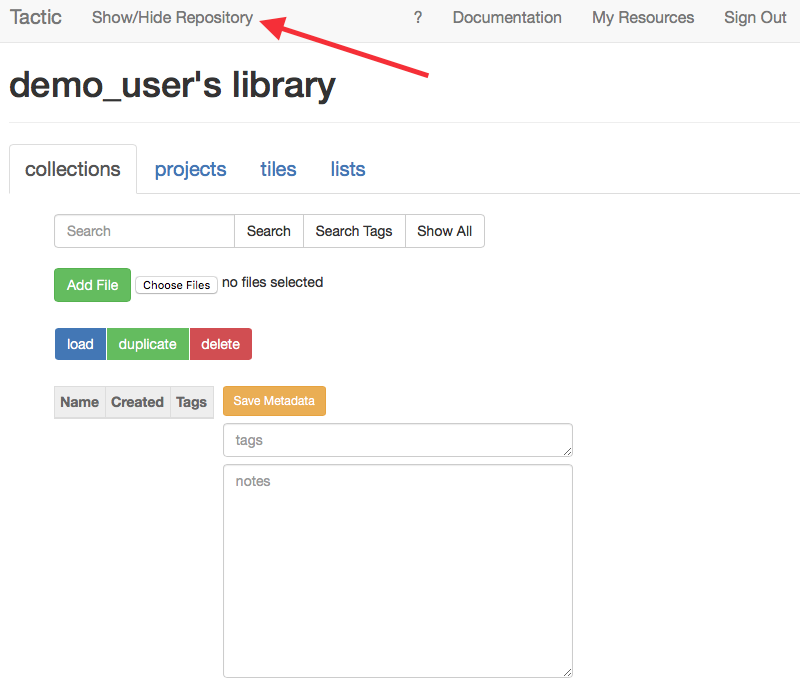 Tactic Show/Hide Repository ? Documentation My Resources Sign Out
demo_user's library
collections projects tiles lists
Search Search Search Tags Show All
Add File Choose Files no files selected
load duplicate delete
Name Created Tags Save Metadata
tags
notes